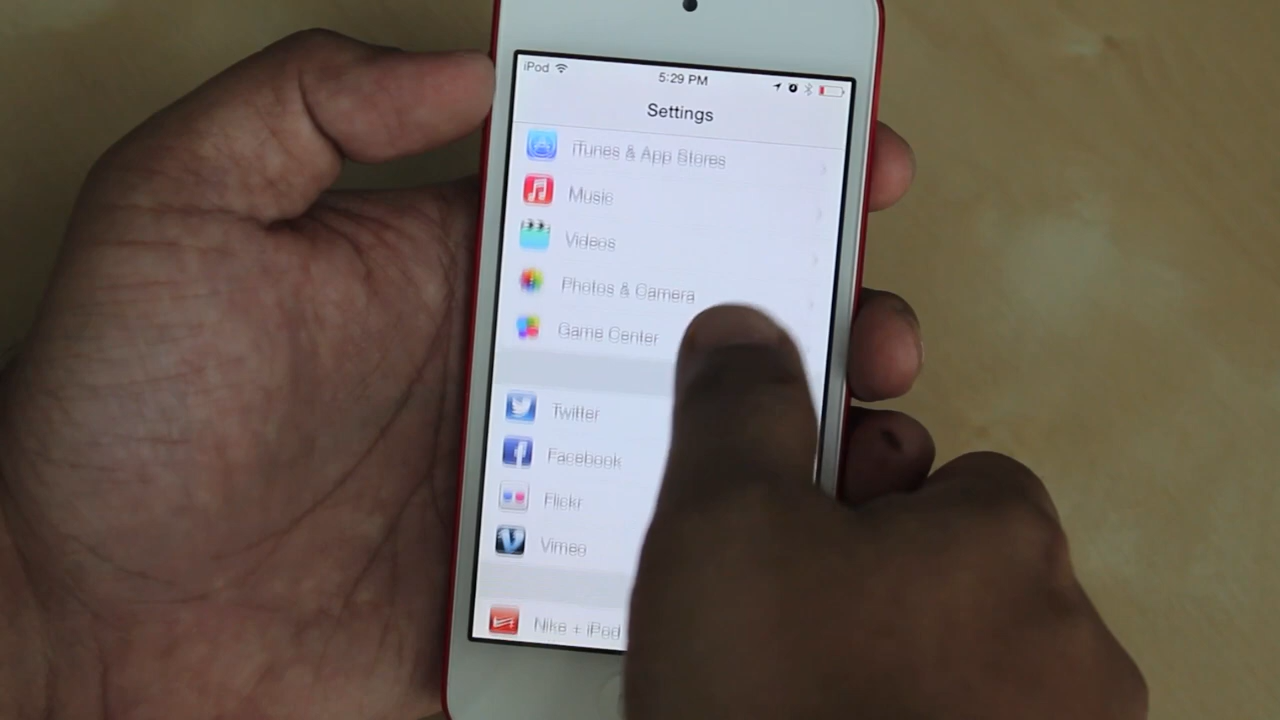 iPod
5:29 PM
Settings
iTunes & App Stores
Music
Videos
Photos & Camera
Game Center
Twitter
Facebook
Flickr
Vimeo
Nike + iPod